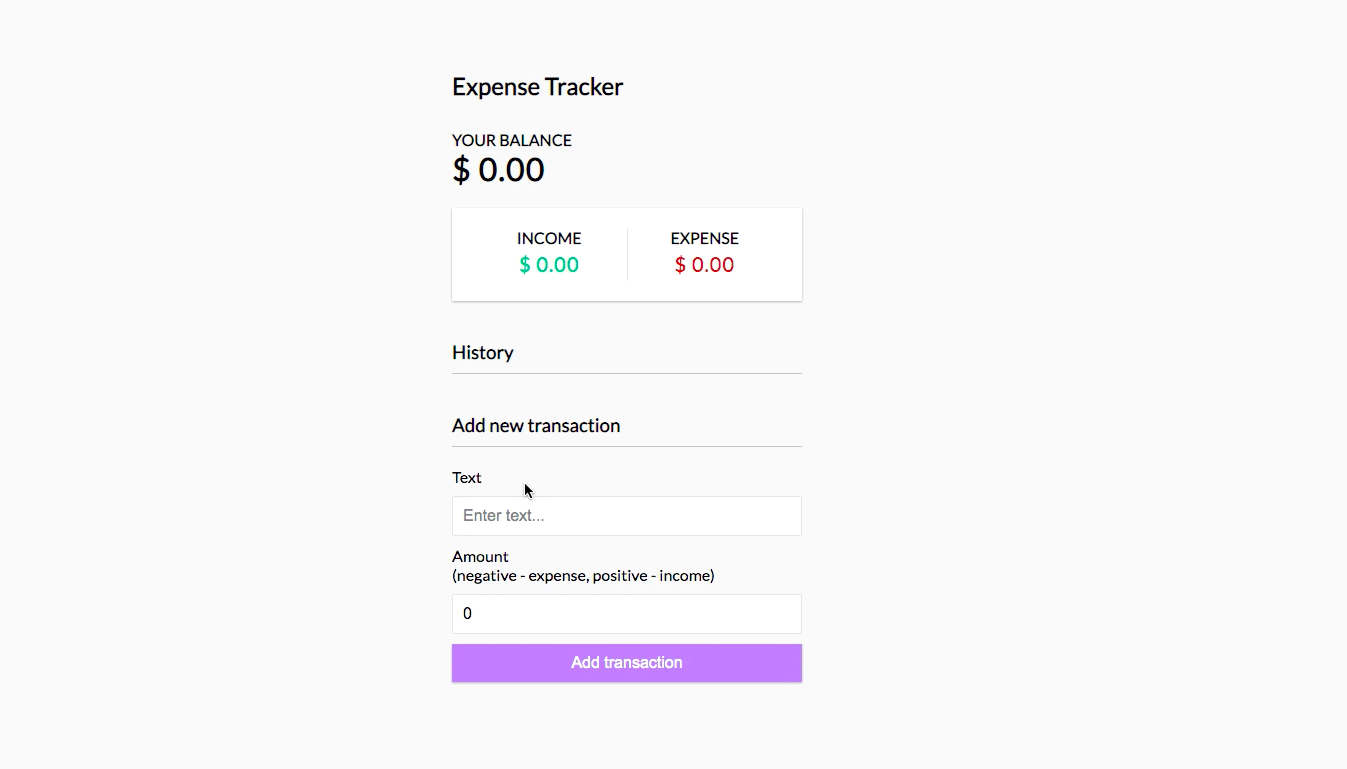 Expense Tracker
YOUR BALANCE
$ 0.00
INCOME EXPENSE
$ 0.00 $ 0.00
History
Add new transaction
Text
Enter text...
Amount
(negative - expense, positive - income)
0
Add transaction